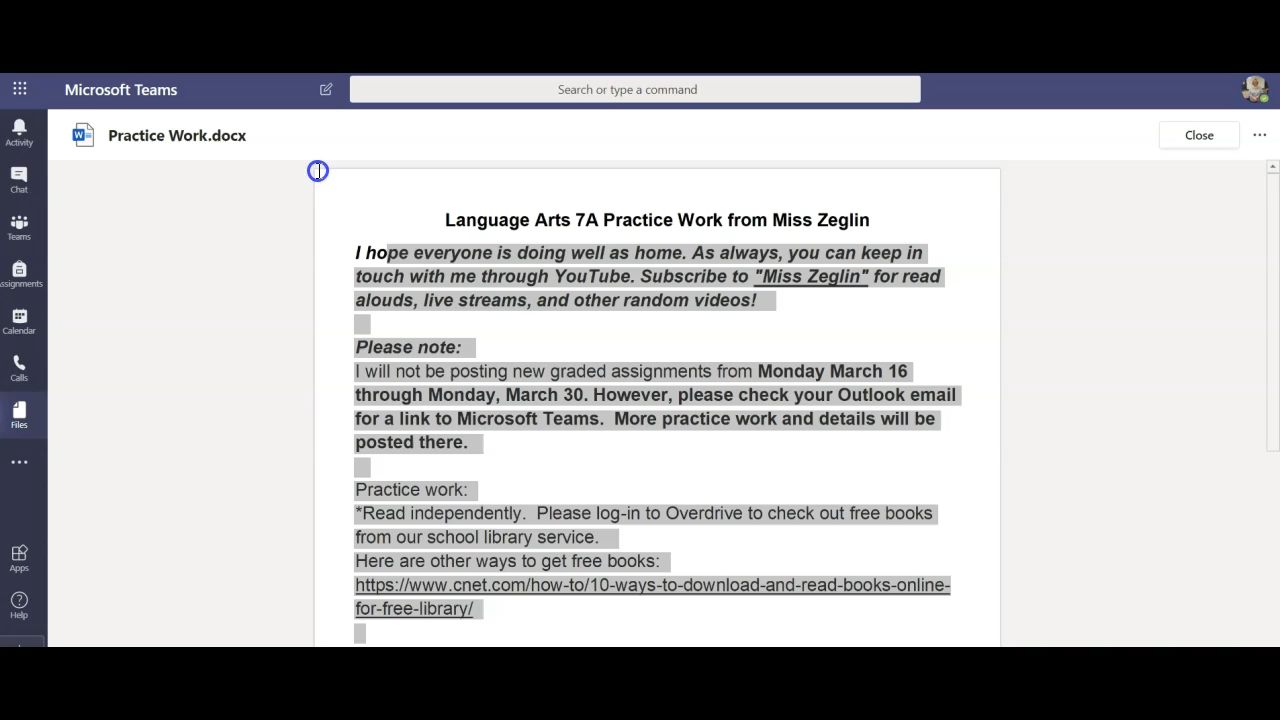 Microsoft Teams
Search or type a command
Activity
Chat
Teams
ssignments
Calendar
Calls
Files
Apps
Help
Practice Work.docx
Close
Language Arts 7A Practice Work from Miss Zeglin
I hope everyone is doing well as home. As always, you can keep in
touch with me through YouTube. Subscribe to "Miss Zeglin" for read
alouds, live streams, and other random videos!
Please note:
I will not be posting new graded assignments from Monday March 16
through Monday, March 30. However, please check your Outlook email
for a link to Microsoft Teams.  More practice work and details will be
posted there.
Practice work:
*Read independently.  Please log-in to Overdrive to check out free books
from our school library service.
Here are other ways to get free books:
https://www.cnet.com/how-to/10-ways-to-download-and-read-books-online-
for-free-library/